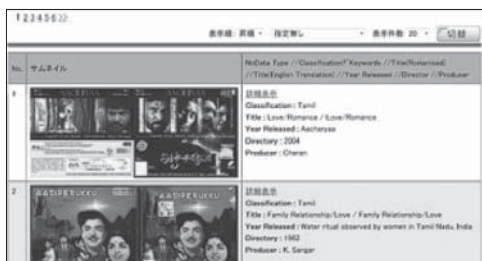 1 2 3 4 5 6 >>
表示順: 昇順 指定無し 表示件数 20 切替
No. サムネイル
NoData Type //Classification//Keywords //Title(Romanised)
//Title(English Translation) //Year Released //Director //Producer
1
詳細表示
Classification : Tamil
Title : Love/Romance / Love/Romance
Year Released : Aacharyaa
Directory : 2004
Producer : Charan
2
AADIPERUKKU AADIPERUKKU
詳細表示
Classification : Tamil
Title : Family Relationship/Love / Family Relationship/Love
Year Released : Water ritual observed by women in Tamil Nadu, India
Directory : 1962
Producer : K. Sangar